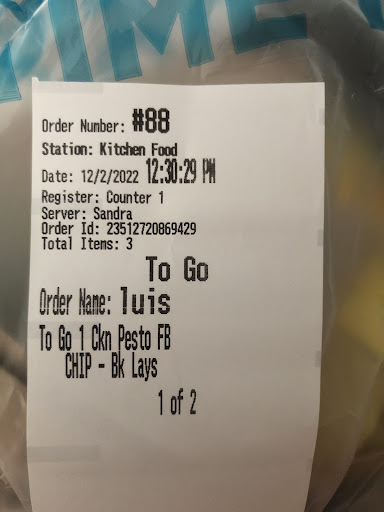 Order Number: #88
Station: Kitchen Food
Date: 12/2/2022 12:30:29 PM
Register: Counter 1
Server: Sandra
Order Id: 23512720869429
Total Items: 3
To Go
Order Name: luis
To Go 1 Ckn Pesto FB
CHIP - Bk Lays
1 of 2